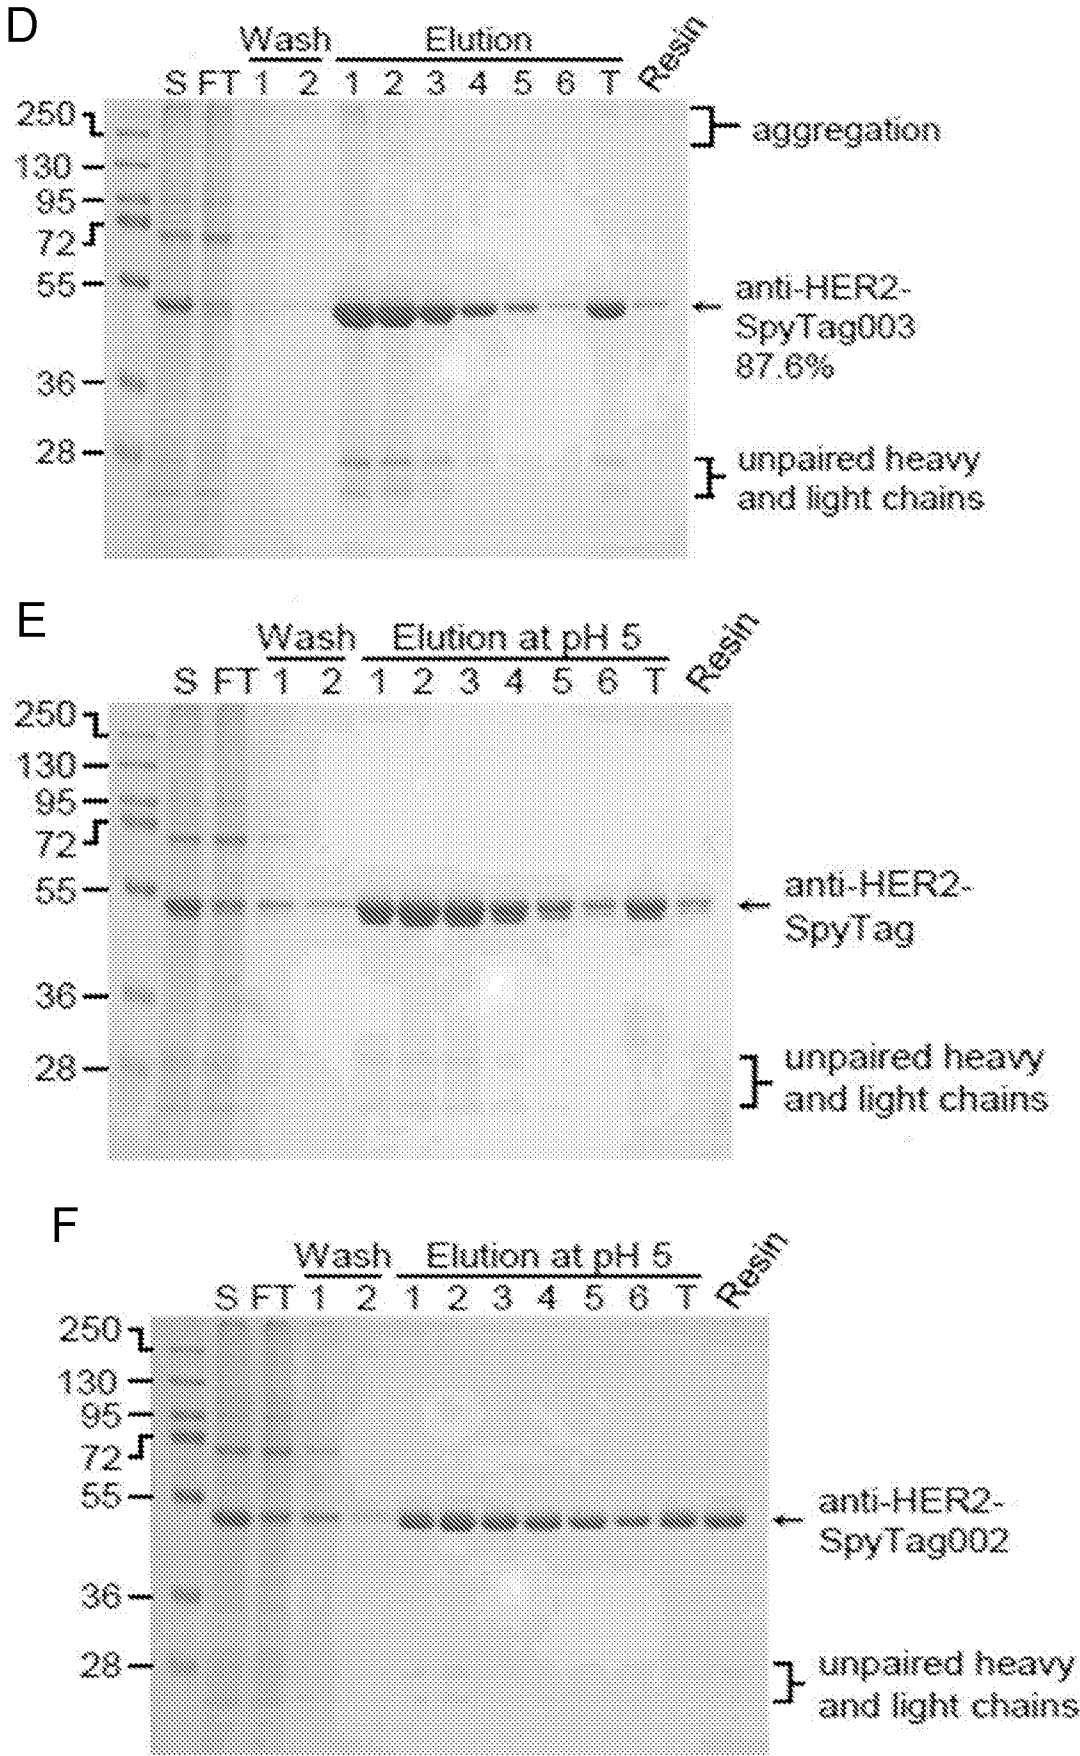 D
Wash Elution Resin
S FT 1 2 1 2 3 4 5 6 T
250
130
95
72
55
36
28
aggregation
anti-HER2-
SpyTag003
87.6%
unpaired heavy
and light chains
E
Wash Elution at pH 5 Resin
S FT 1 2 1 2 3 4 5 6 T
250
130
95
72
55
36
28
anti-HER2-
SpyTag
unpaired heavy
and light chains
F
Wash Elution at pH 5 Resin
S FT 1 2 1 2 3 4 5 6 T
250
130
95
72
55
36
28
anti-HER2-
SpyTag002
unpaired heavy
and light chains